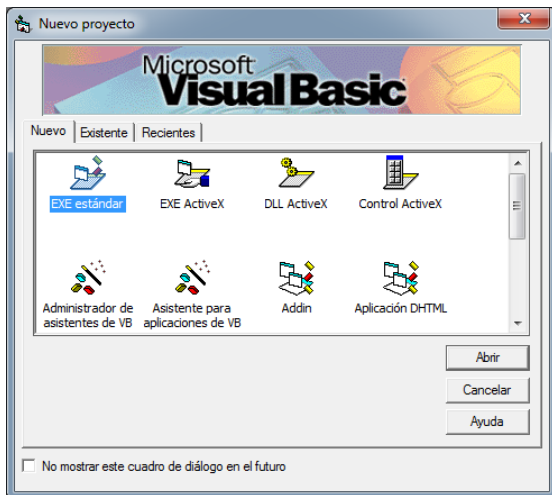 Nuevo proyecto
Microsoft
Visual Basic
Nuevo Existente Recientes
EXE estándar EXE ActiveX DLL ActiveX Control ActiveX
Administrador de asistentes de VB Asistente para aplicaciones de VB Addin Aplicación DHTML
Abrir
Cancelar
Ayuda
No mostrar este cuadro de diálogo en el futuro